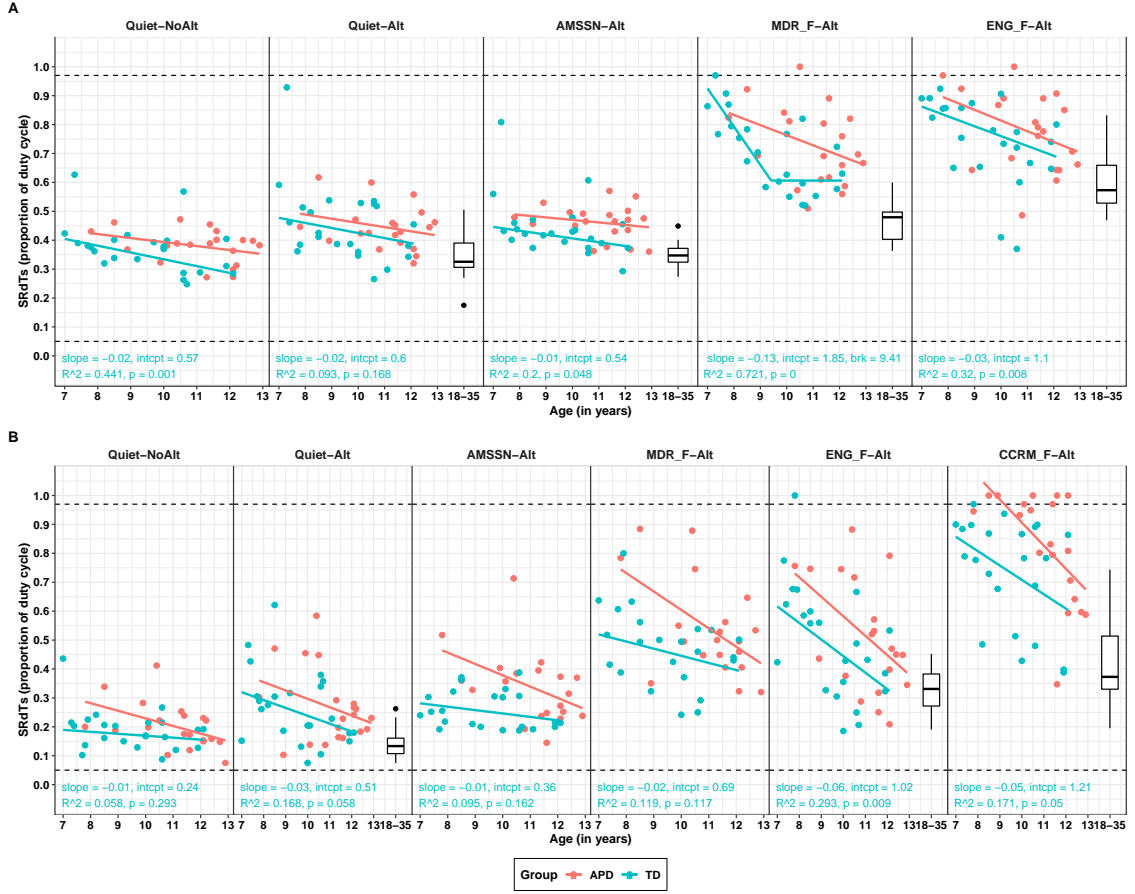 A
Quiet−NoAlt Quiet−Alt AMSSN−Alt MDR_F−Alt ENG_F−Alt
SRdTs (proportion of duty cycle)
1.0
0.9
0.8
0.7
0.6
0.5
0.4
0.3
0.2
0.1
0.0
slope = −0.02, intcpt = 0.57 slope = −0.02, intcpt = 0.6 slope = −0.01, intcpt = 0.54 slope = −0.13, intcpt = 1.85, brk = 9.41 slope = −0.03, intcpt = 1.1
R^2 = 0.441, p = 0.001 R^2 = 0.093, p = 0.168 R^2 = 0.2, p = 0.048 R^2 = 0.721, p = 0 R^2 = 0.32, p = 0.008
7 8 9 10 11 12 13 7 8 9 10 11 12 13 18−35 7 8 9 10 11 12 13 18−35 7 8 9 10 11 12 13 18−35 7 8 9 10 11 12 13 18−35
Age (in years)
B
Quiet−NoAlt Quiet−Alt AMSSN−Alt MDR_F−Alt ENG_F−Alt CCRM_F−Alt
SRdTs (proportion of duty cycle)
1.0
0.9
0.8
0.7
0.6
0.5
0.4
0.3
0.2
0.1
0.0
slope = −0.01, intcpt = 0.24 slope = −0.03, intcpt = 0.51 slope = −0.01, intcpt = 0.36 slope = −0.02, intcpt = 0.69 slope = −0.06, intcpt = 1.02 slope = −0.05, intcpt = 1.21
R^2 = 0.058, p = 0.293 R^2 = 0.168, p = 0.058 R^2 = 0.095, p = 0.162 R^2 = 0.119, p = 0.117 R^2 = 0.293, p = 0.009 R^2 = 0.171, p = 0.05
7 8 9 10 11 12 13 7 8 9 10 11 12 13 18−35 7 8 9 10 11 12 13 7 8 9 10 11 12 13 7 8 9 10 11 12 13 18−35 7 8 9 10 11 12 13 18−35
Age (in years)
Group APD TD